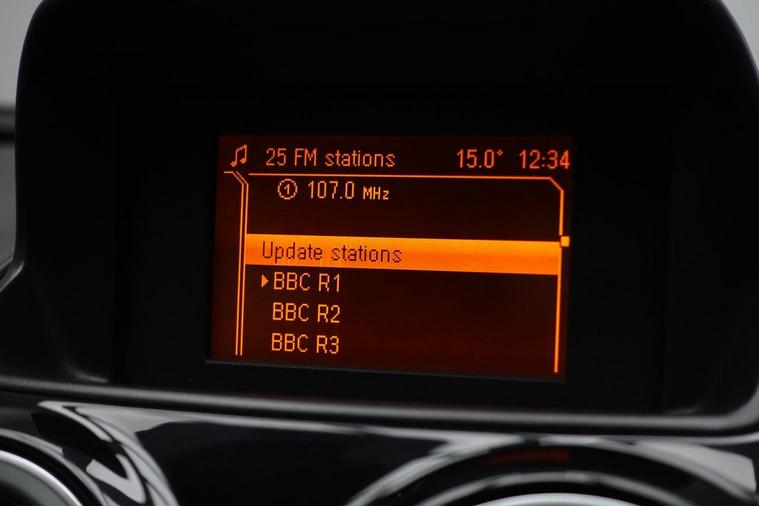 25 FM stations 15.0° 12:34
① 107.0 MHz
Update stations
BBC R1
BBC R2
BBC R3